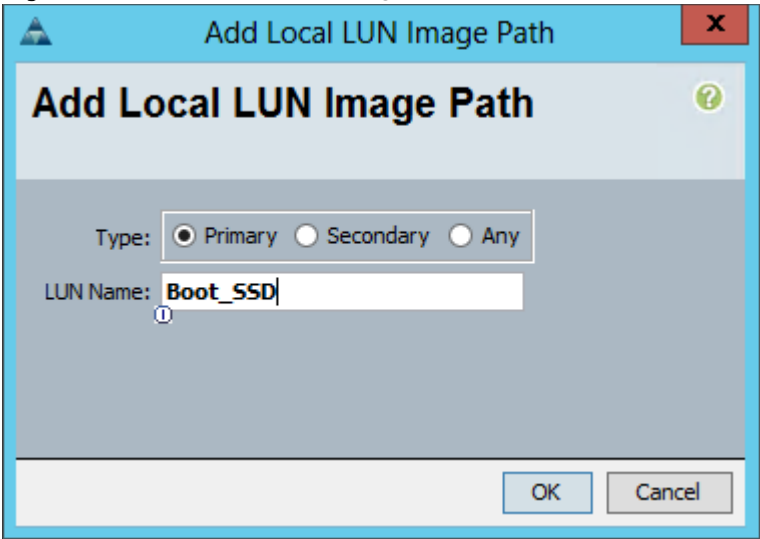 Add Local LUN Image Path
X
Add Local LUN Image Path
?
Type: Primary Secondary Any
LUN Name: Boot_SSD
OK Cancel